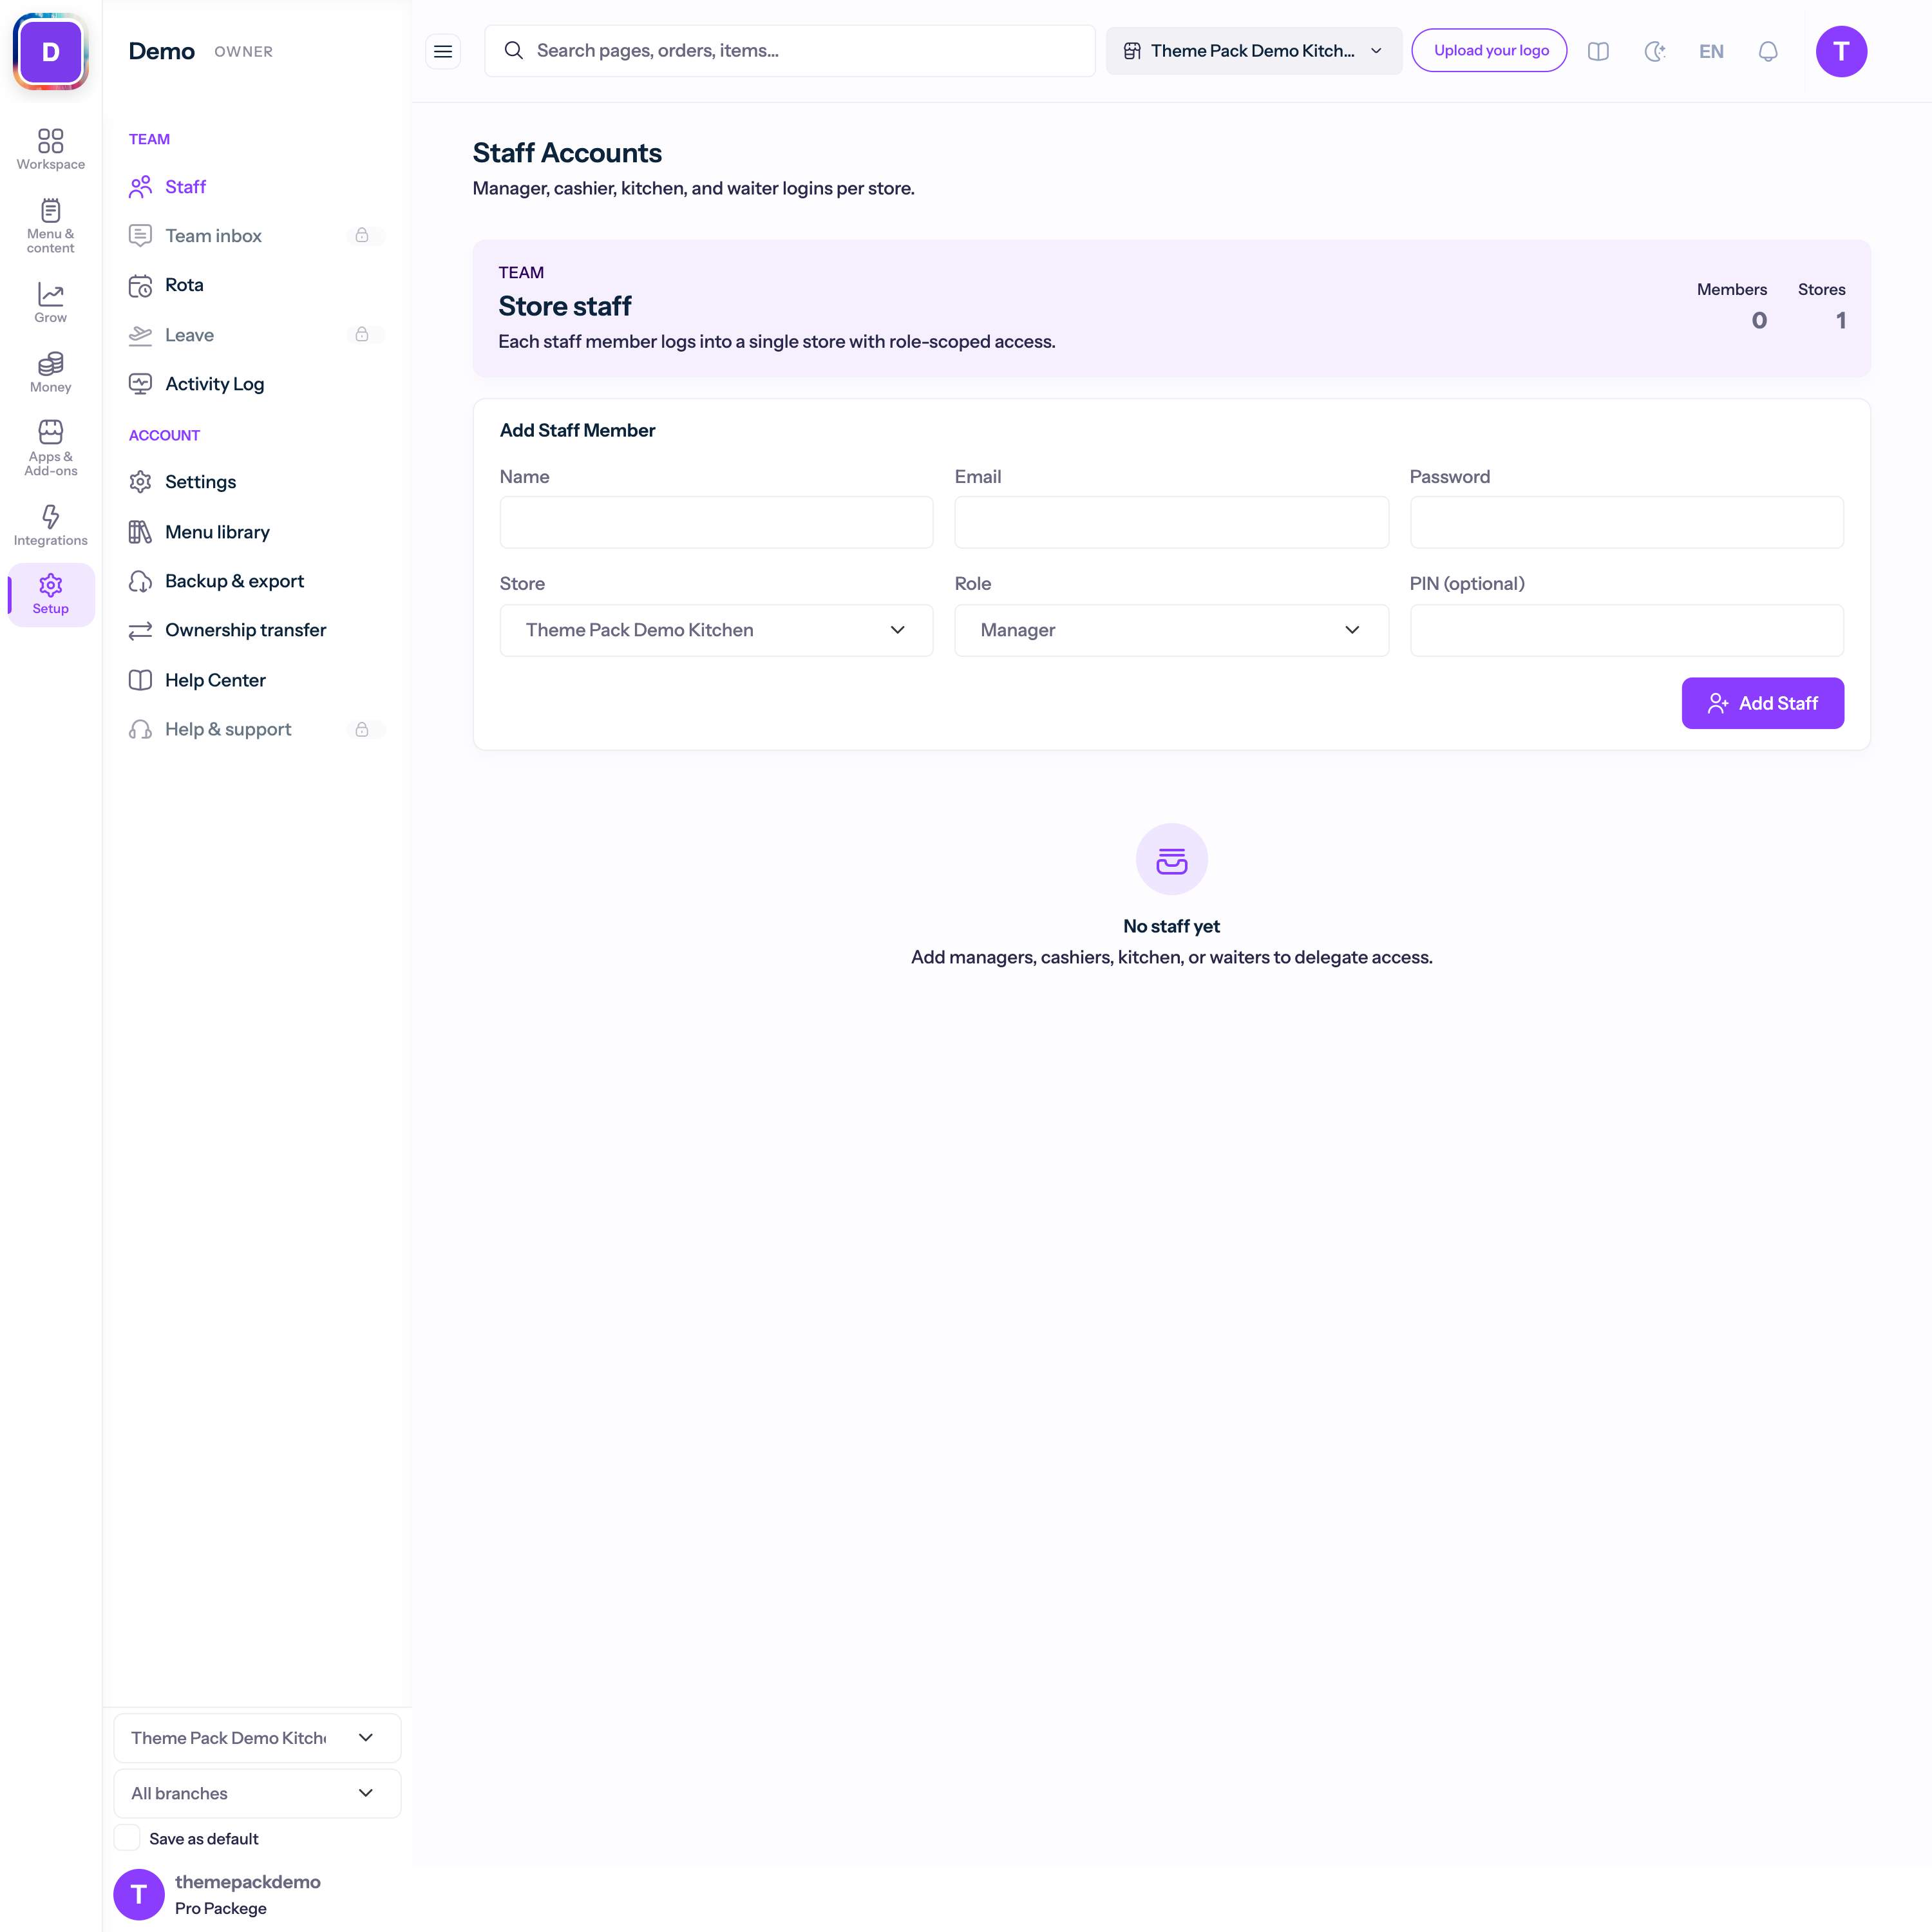 D
Workspace
Menu &
content
Grow
Money
Apps &
Add-ons
Integrations
Setup
Demo OWNER
TEAM
Staff
Team inbox
Rota
Leave
Activity Log
ACCOUNT
Settings
Menu library
Backup & export
Ownership transfer
Help Center
Help & support
Theme Pack Demo Kitch
All branches
Save as default
T
themepackdemo
Pro Packege
Search pages, orders, items...
Theme Pack Demo Kitch...
Upload your logo
EN
T
Staff Accounts
Manager, cashier, kitchen, and waiter logins per store.
TEAM
Store staff
Each staff member logs into a single store with role-scoped access.
Members Stores
0 1
Add Staff Member
Name Email Password
Store Role PIN (optional)
Theme Pack Demo Kitchen Manager
Add Staff
No staff yet
Add managers, cashiers, kitchen, or waiters to delegate access.